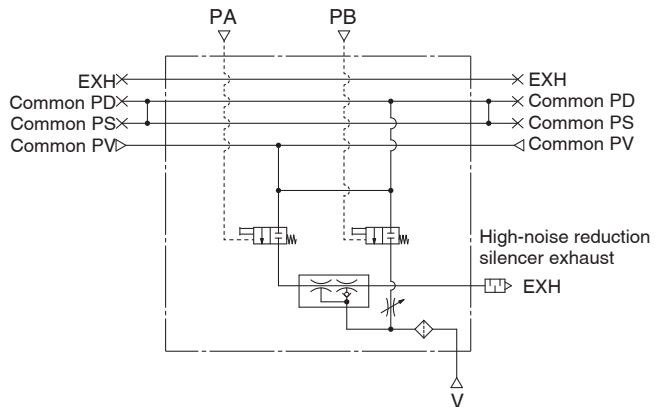 PA
PB
EXH
EXH
Common PD
Common PD
Common PS
Common PS
Common PV
Common PV
High-noise reduction
silencer exhaust
EXH
V